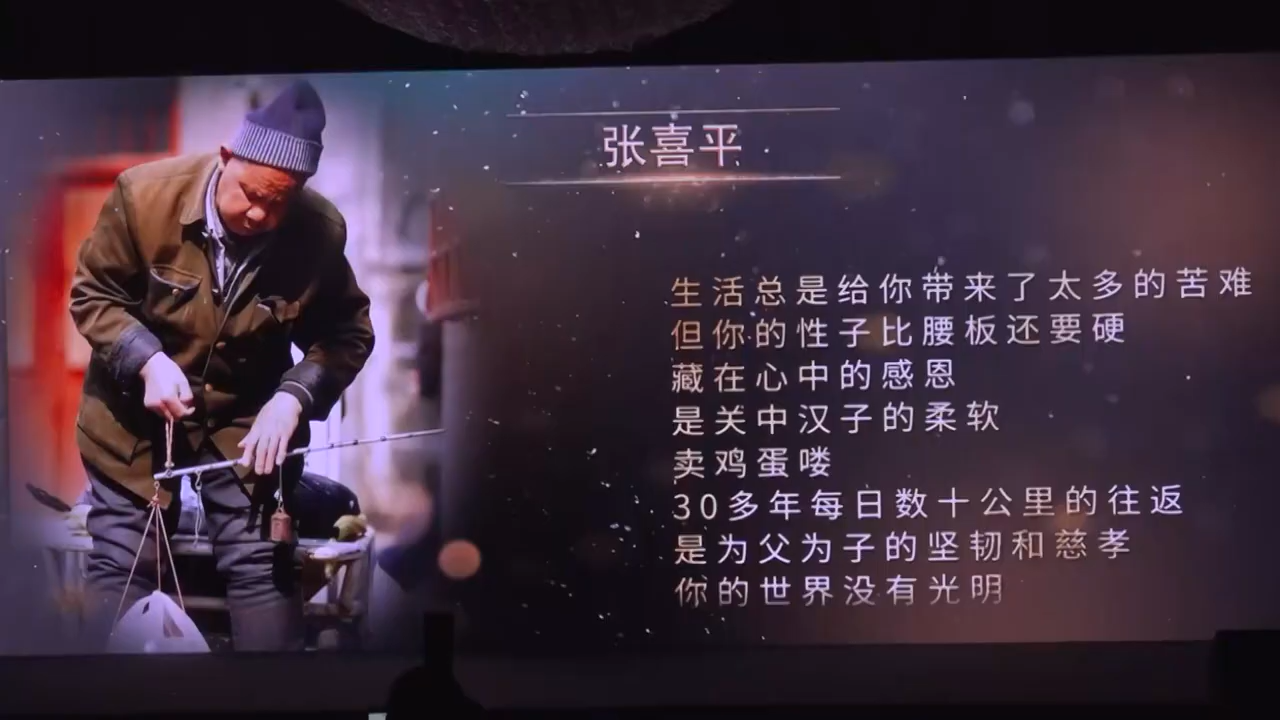 张喜平
生活总是给你带来了太多的苦难
但你的性子比腰板还要硬
藏在心中的感恩
是关中汉子的柔软
卖鸡蛋喽
30多年每日数十公里的往返
是为父为子的坚韧和慈孝
你的世界没有光明